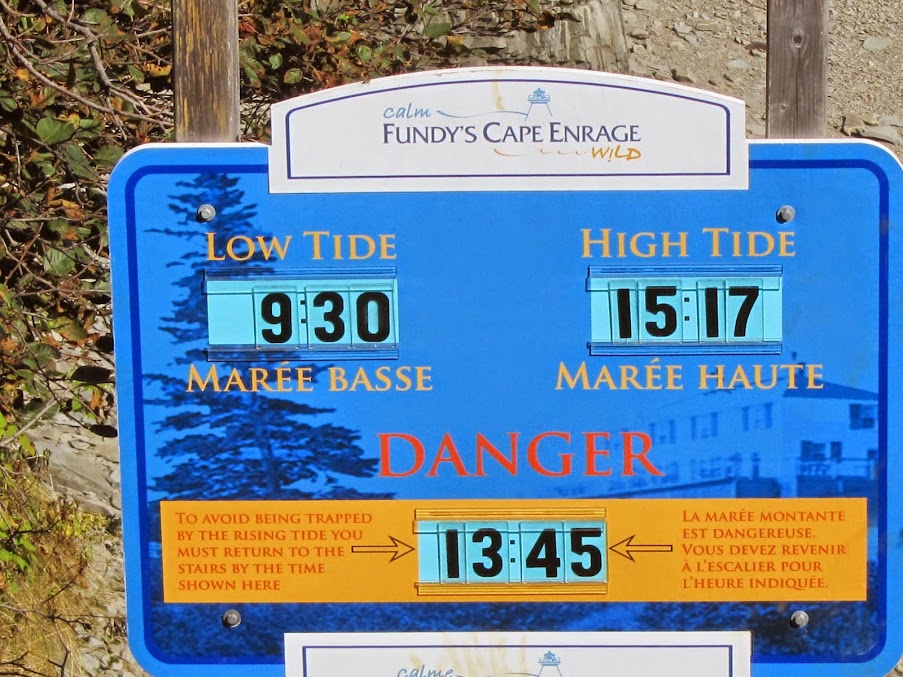 calm
FUNDY'S CAPE ENRAGE
W!LD
LOW TIDE
9:30
MARÉE BASSE
HIGH TIDE
15:17
MARÉE HAUTE
DANGER
TO AVOID BEING TRAPPED
BY THE RISING TIDE YOU
MUST RETURN TO THE
STAIRS BY THE TIME
SHOWN HERE
13:45
LA MARÉE MONTANTE
EST DANGEREUSE.
VOUS DEVEZ REVENIR
À L'ESCALIER POUR
L'HEURE INDIQUÉE.
calme